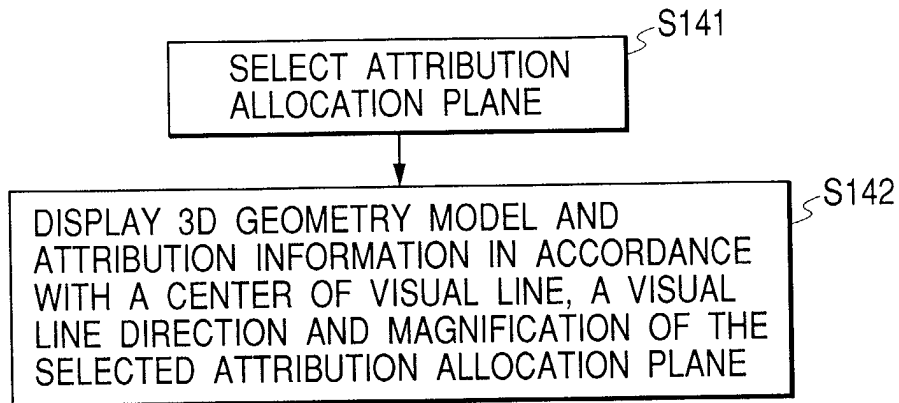 S141
SELECT ATTRIBUTION
ALLOCATION PLANE
S142
DISPLAY 3D GEOMETRY MODEL AND
ATTRIBUTION INFORMATION IN ACCORDANCE
WITH A CENTER OF VISUAL LINE, A VISUAL
LINE DIRECTION AND MAGNIFICATION OF THE
SELECTED ATTRIBUTION ALLOCATION PLANE